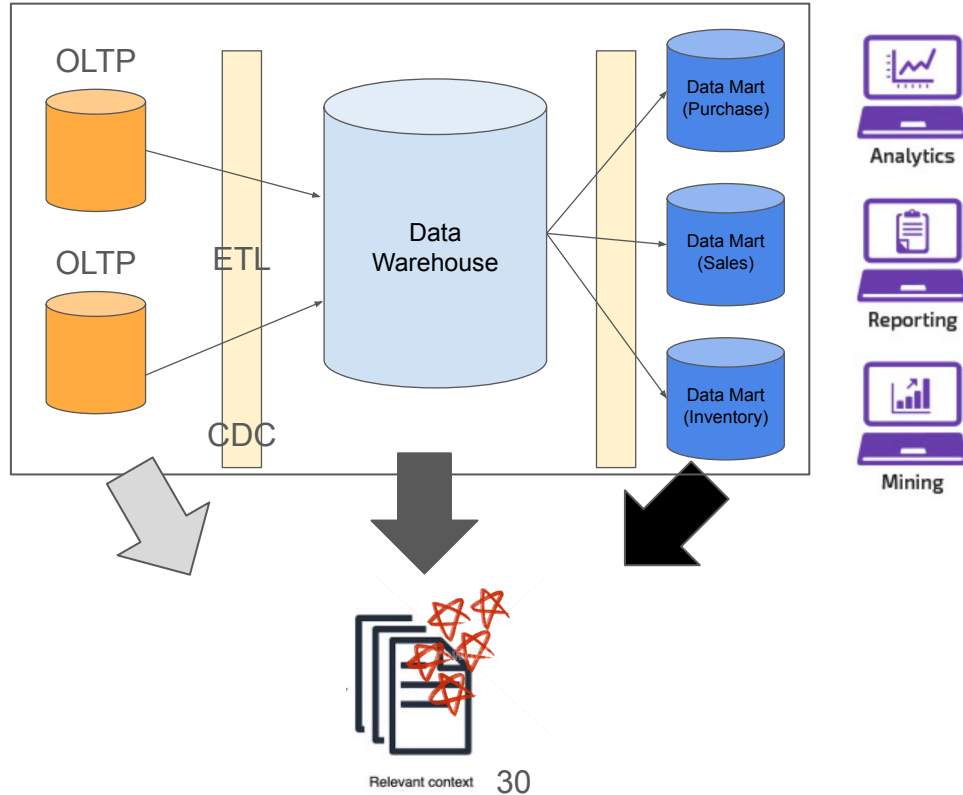 OLTP
OLTP
ETL
CDC
Data
Warehouse
Data Mart
(Purchase)
Data Mart
(Sales)
Data Mart
(Inventory)
Analytics
Reporting
Mining
Relevant context
30